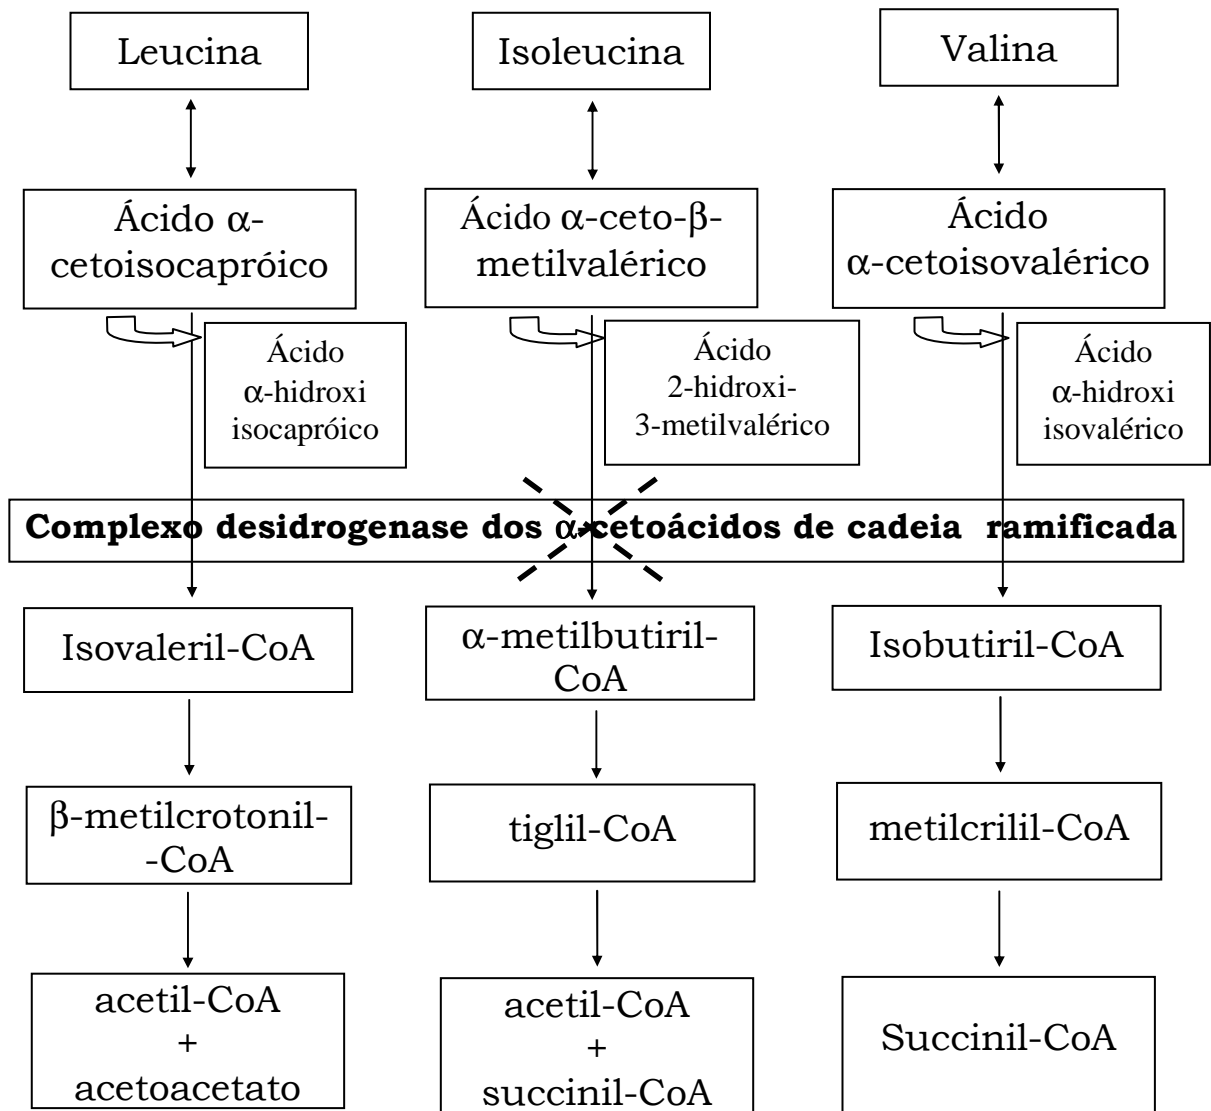 Leucina
Isoleucina
Valina
Ácido α-
cetoisocapróico
Ácido α-ceto-β-
metilvalérico
Ácido
α-cetoisovalérico
Ácido
α-hidroxi
isocapróico
Ácido
2-hidroxi-
3-metilvalérico
Ácido
α-hidroxi
isovalérico
Complexo desidrogenase dos α-cetoácidos de cadeia ramificada
Isovaleril-CoA
α-metilbutiril-
CoA
Isobutiril-CoA
β-metilcrotonil-
-CoA
tiglil-CoA
metilcrilil-CoA
acetil-CoA
+
acetoacetato
acetil-CoA
+
succinil-CoA
Succinil-CoA